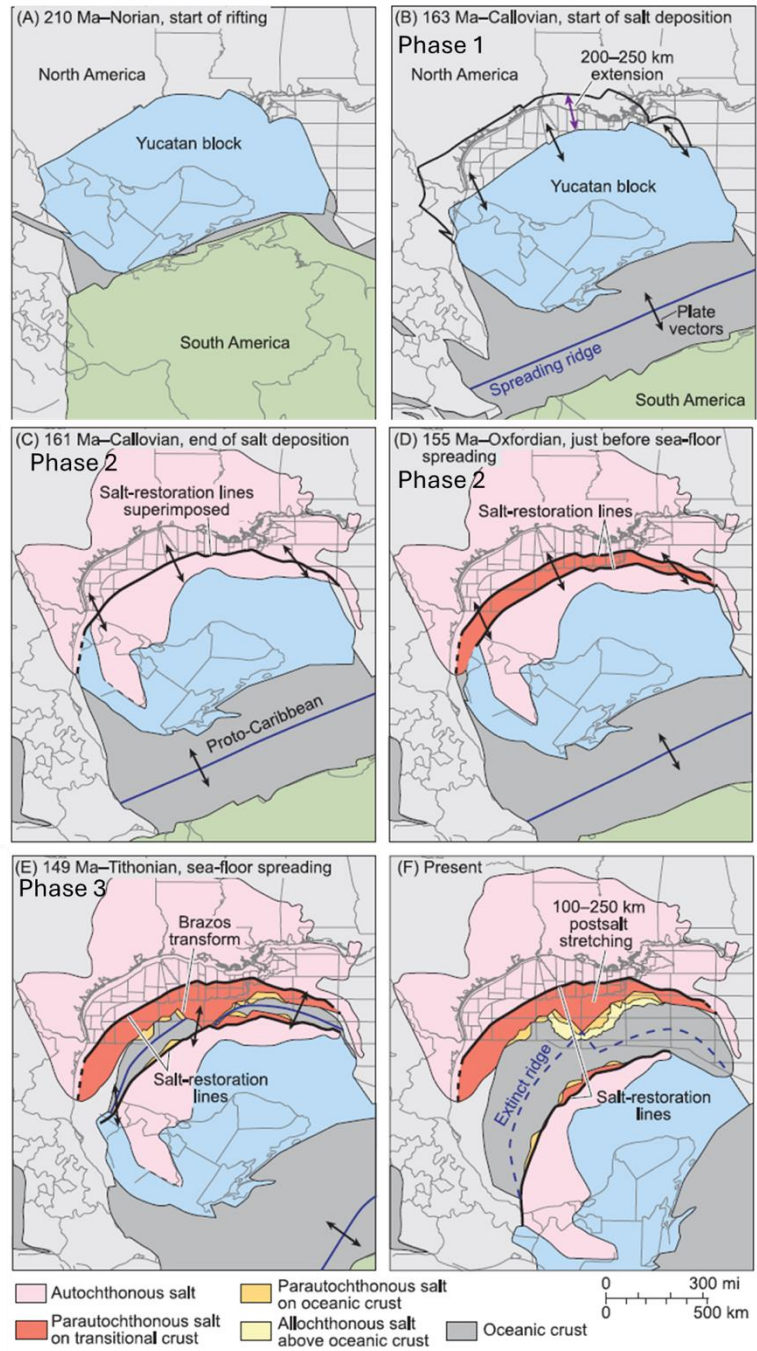 (A) 210 Ma–Norian, start of rifting
North America
Yucatan block
South America
(B) 163 Ma–Callovian, start of salt deposition
Phase 1
200–250 km
extension
North America
Yucatan block
Plate
vectors
Spreading ridge
South America
(C) 161 Ma–Callovian, end of salt deposition
Phase 2
Salt-restoration lines
superimposed
Proto-Caribbean
(D) 155 Ma–Oxfordian, just before sea-floor
spreading
Phase 2
Salt-restoration lines
(E) 149 Ma–Tithonian, sea-floor spreading
Phase 3
Brazos
transform
Salt-restoration
lines
(F) Present
100–250 km
postsalt
stretching
Extinct ridge
Salt-restoration
lines
Autochthonous salt
Parautochthonous salt
on transitional crust
Parautochthonous salt
on oceanic crust
Allochthonous salt
above oceanic crust
Oceanic crust
0 300 mi
0 500 km